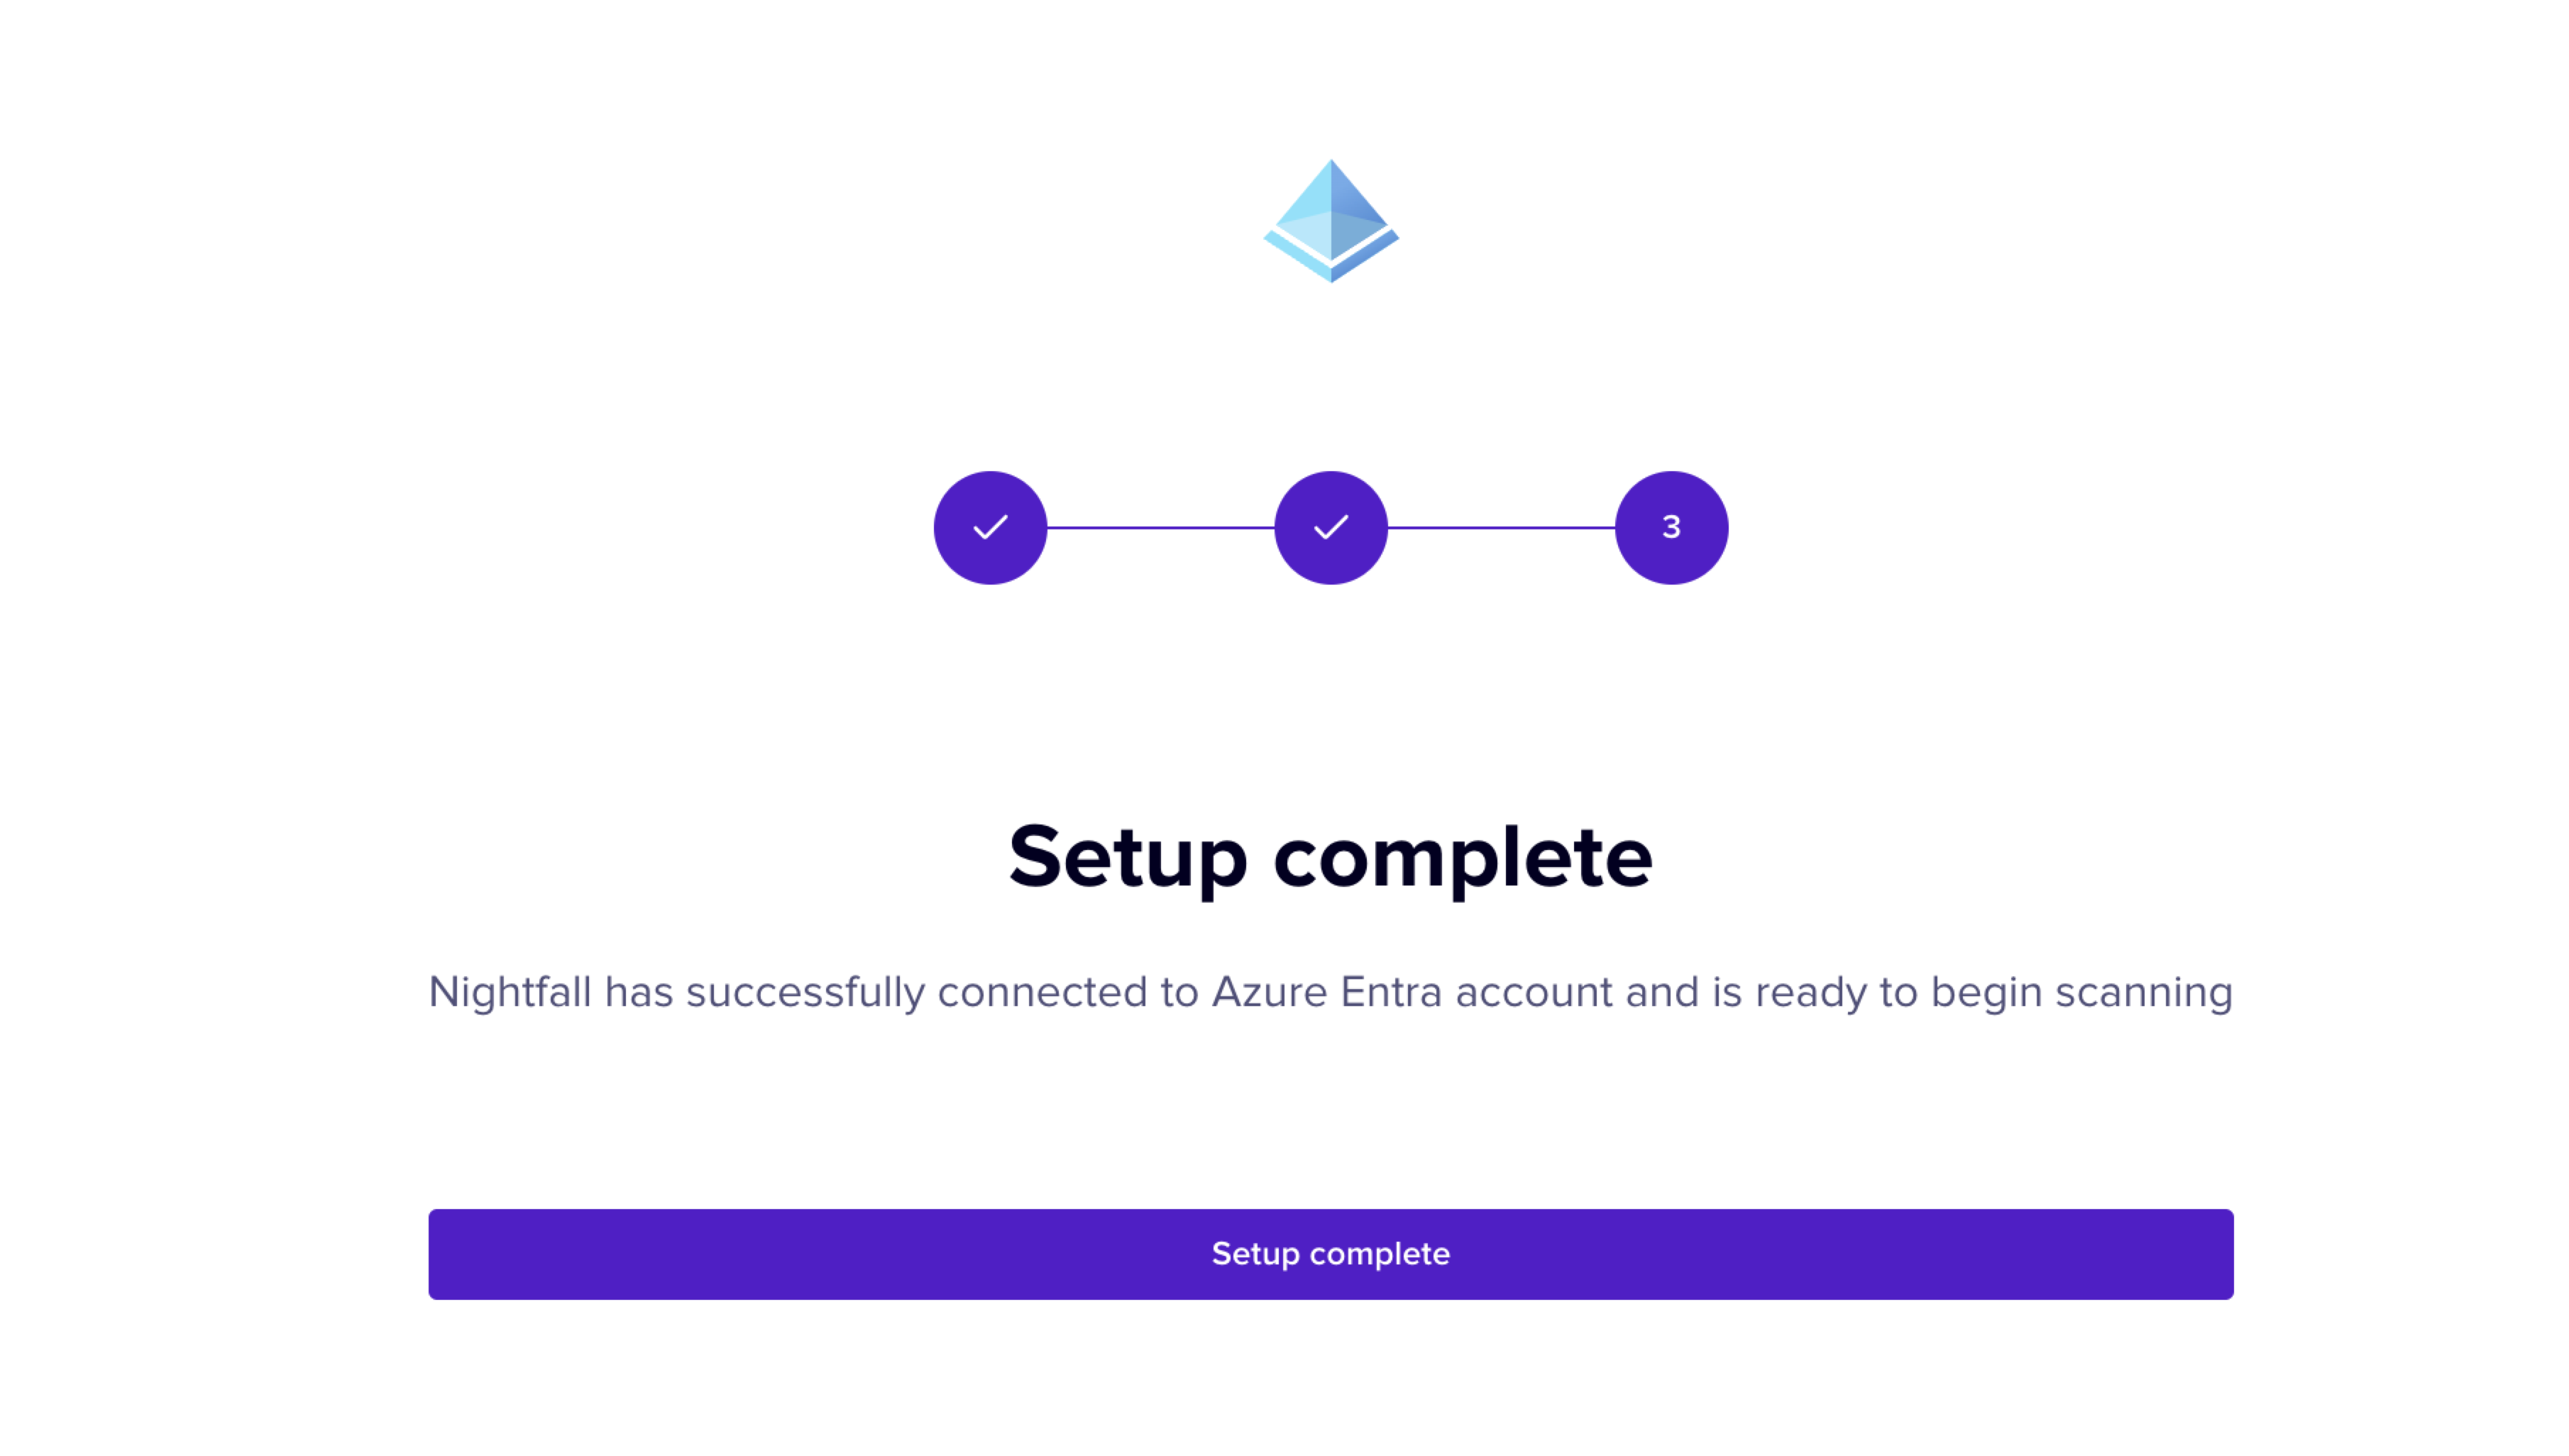 3
Setup complete
Nightfall has successfully connected to Azure Entra account and is ready to begin scanning
Setup complete